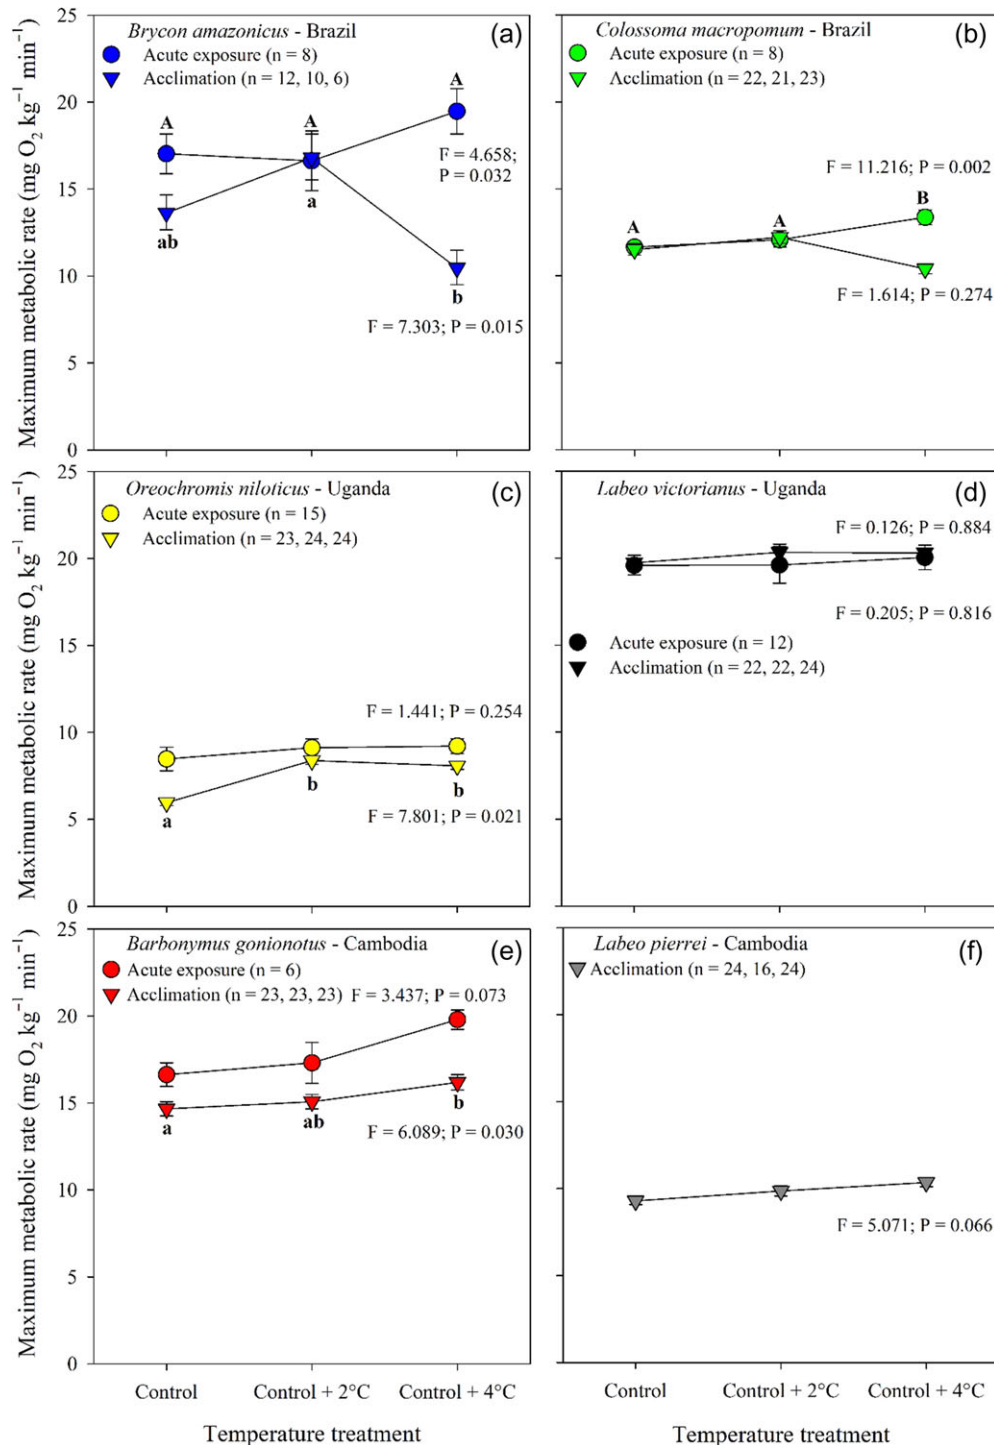 Brycon amazonicus - Brazil
(a)
Acute exposure (n = 8)
Acclimation (n = 12, 10, 6)
A
A
A
F = 4.658;
P = 0.032
ab
a
b
F = 7.303; P = 0.015
25
20
15
10
5
0
Maximum metabolic rate (mg O₂ kg⁻¹ min⁻¹)
Colossoma macropomum - Brazil
(b)
Acute exposure (n = 8)
Acclimation (n = 22, 21, 23)
F = 11.216; P = 0.002
A
A
B
F = 1.614; P = 0.274
Oreochromis niloticus - Uganda
(c)
Acute exposure (n = 15)
Acclimation (n = 23, 24, 24)
F = 1.441; P = 0.254
a
b
b
F = 7.801; P = 0.021
25
20
15
10
5
0
Maximum metabolic rate (mg O₂ kg⁻¹ min⁻¹)
Labeo victorianus - Uganda
(d)
F = 0.126; P = 0.884
F = 0.205; P = 0.816
Acute exposure (n = 12)
Acclimation (n = 22, 22, 24)
Barbonymus gonionotus - Cambodia
(e)
Acute exposure (n = 6)
Acclimation (n = 23, 23, 23)
F = 3.437; P = 0.073
a
ab
b
F = 6.089; P = 0.030
25
20
15
10
5
0
Maximum metabolic rate (mg O₂ kg⁻¹ min⁻¹)
Control
Control + 2°C
Control + 4°C
Temperature treatment
Labeo pierrei - Cambodia
(f)
Acclimation (n = 24, 16, 24)
F = 5.071; P = 0.066
Control
Control + 2°C
Control + 4°C
Temperature treatment